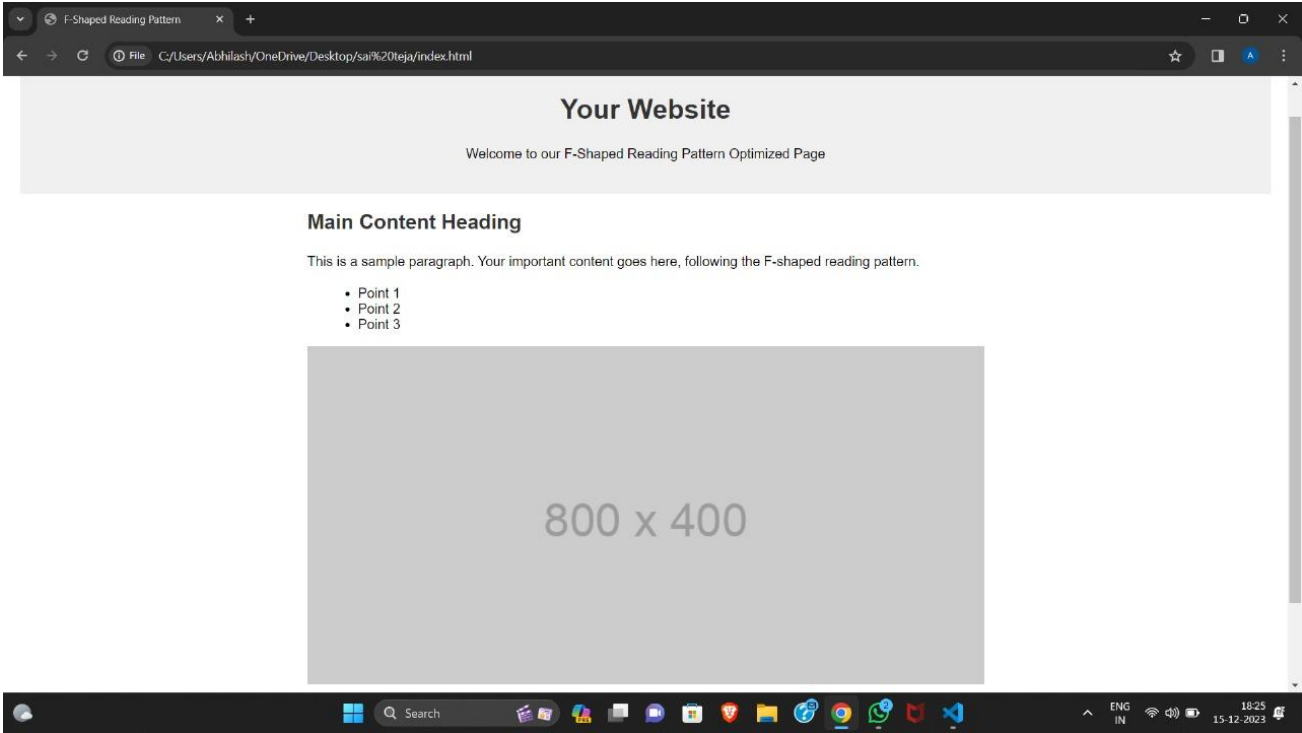 F-Shaped Reading Pattern
File C:/Users/Abhilash/OneDrive/Desktop/sai%20teja/index.html
A
Your Website
Welcome to our F-Shaped Reading Pattern Optimized Page
Main Content Heading
This is a sample paragraph. Your important content goes here, following the F-shaped reading pattern.
• Point 1
• Point 2
• Point 3
800 x 400
Search
2
ENG
IN
18:25
15-12-2023